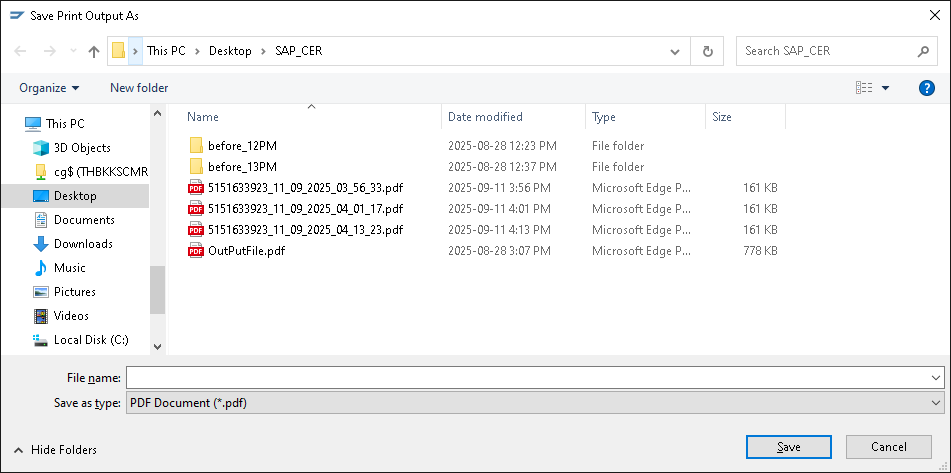 Save Print Output As
This PC Desktop SAP_CER
Search SAP_CER
Organize New folder
?
This PC
3D Objects
cg$ (THBKKSCMR
Desktop
Documents
Downloads
Music
Pictures
Videos
Local Disk (C:)
Name Date modified Type Size
before_12PM 2025-08-28 12:23 PM File folder
before_13PM 2025-08-28 12:37 PM File folder
PDF 5151633923_11_09_2025_03_56_33.pdf 2025-09-11 3:56 PM Microsoft Edge P... 161 KB
PDF 5151633923_11_09_2025_04_01_17.pdf 2025-09-11 4:01 PM Microsoft Edge P... 161 KB
PDF 5151633923_11_09_2025_04_13_23.pdf 2025-09-11 4:13 PM Microsoft Edge P... 161 KB
PDF OutPutFile.pdf 2025-08-28 3:07 PM Microsoft Edge P... 778 KB
File name:
Save as type: PDF Document (*.pdf)
Hide Folders
Save Cancel